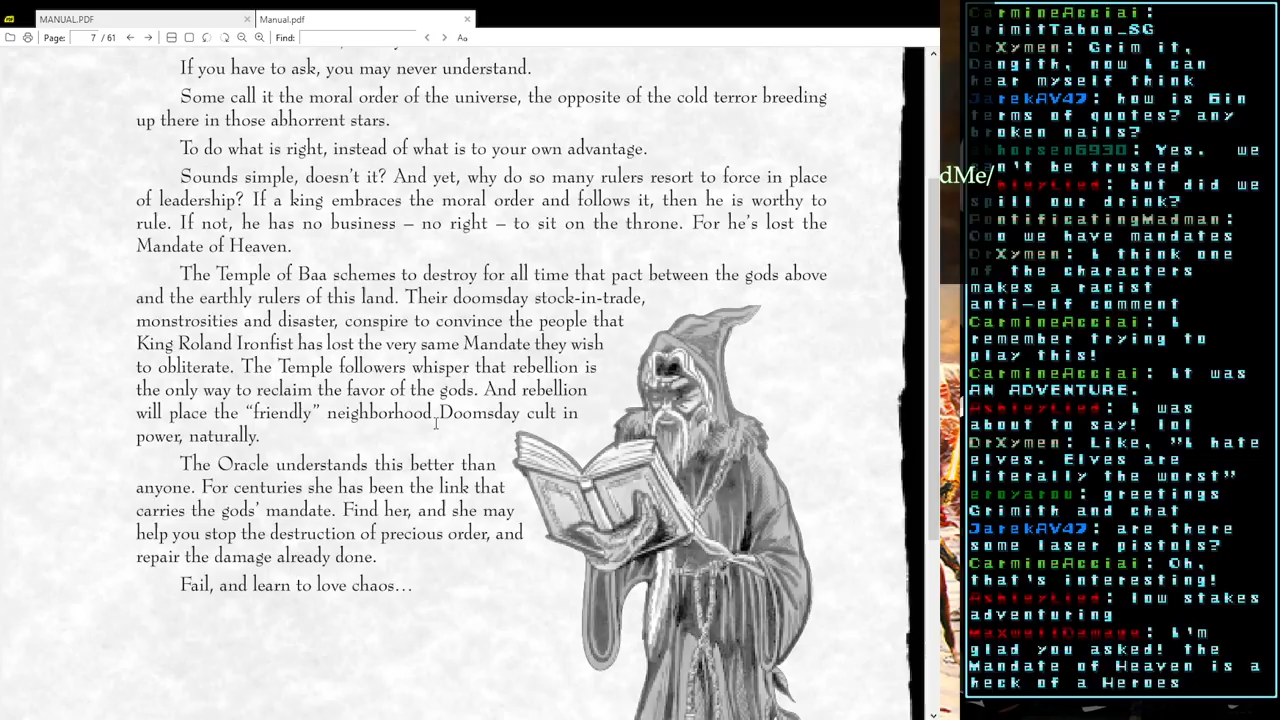 MANUAL.PDF
Manual.pdf
Page:
7 / 61
Find:
If you have to ask, you may never understand.
Some call it the moral order of the universe, the opposite of the cold terror breeding
up there in those abhorrent stars.
To do what is right, instead of what is to your own advantage.
Sounds simple, doesn't it? And yet, why do so many rulers resort to force in place
of leadership? If a king embraces the moral order and follows it, then he is worthy to
rule. If not, he has no business – no right – to sit on the throne. For he's lost the
Mandate of Heaven.
The Temple of Baa schemes to destroy for all time that pact between the gods above
and the earthly rulers of this land. Their doomsday stock-in-trade,
monstrosities and disaster, conspire to convince the people that
King Roland Ironfist has lost the very same Mandate they wish
to obliterate. The Temple followers whisper that rebellion is
the only way to reclaim the favor of the gods. And rebellion
will place the "friendly" neighborhood Doomsday cult in
power, naturally.
The Oracle understands this better than
anyone. For centuries she has been the link that
carries the gods' mandate. Find her, and she may
help you stop the destruction of precious order, and
repair the damage already done.
Fail, and learn to love chaos…
dMe/
CarmineAcciai:
grimitTaboo_SG
DrXymen: Grim it,
Dangith, now I can
hear myself think
JarekAV47: how is 6in
terms of quotes? any
broken nails?
horsen6930: Yes. we
can't be trusted
AshleyLied: but did we
spill our drink?
PontificatingMadman:
Ooo we have mandates
DrXymen: I think one
of the characters
makes a racist
anti-elf comment
CarmineAcciai: I
remember trying to
play this!
CarmineAcciai: It was
AN ADVENTURE.
AshleyLied: I was
about to say! lol
DrXymen: Like, "I hate
elves. Elves are
literally the worst"
eroyarou: greetings
Grimith and chat
JarekAV47: are there
some laser pistols?
CarmineAcciai: Oh,
that's interesting!
AshleyLied: low stakes
adventuring
maxwellDamage: I'm
glad you asked! the
Mandate of Heaven is a
heck of a Heroes